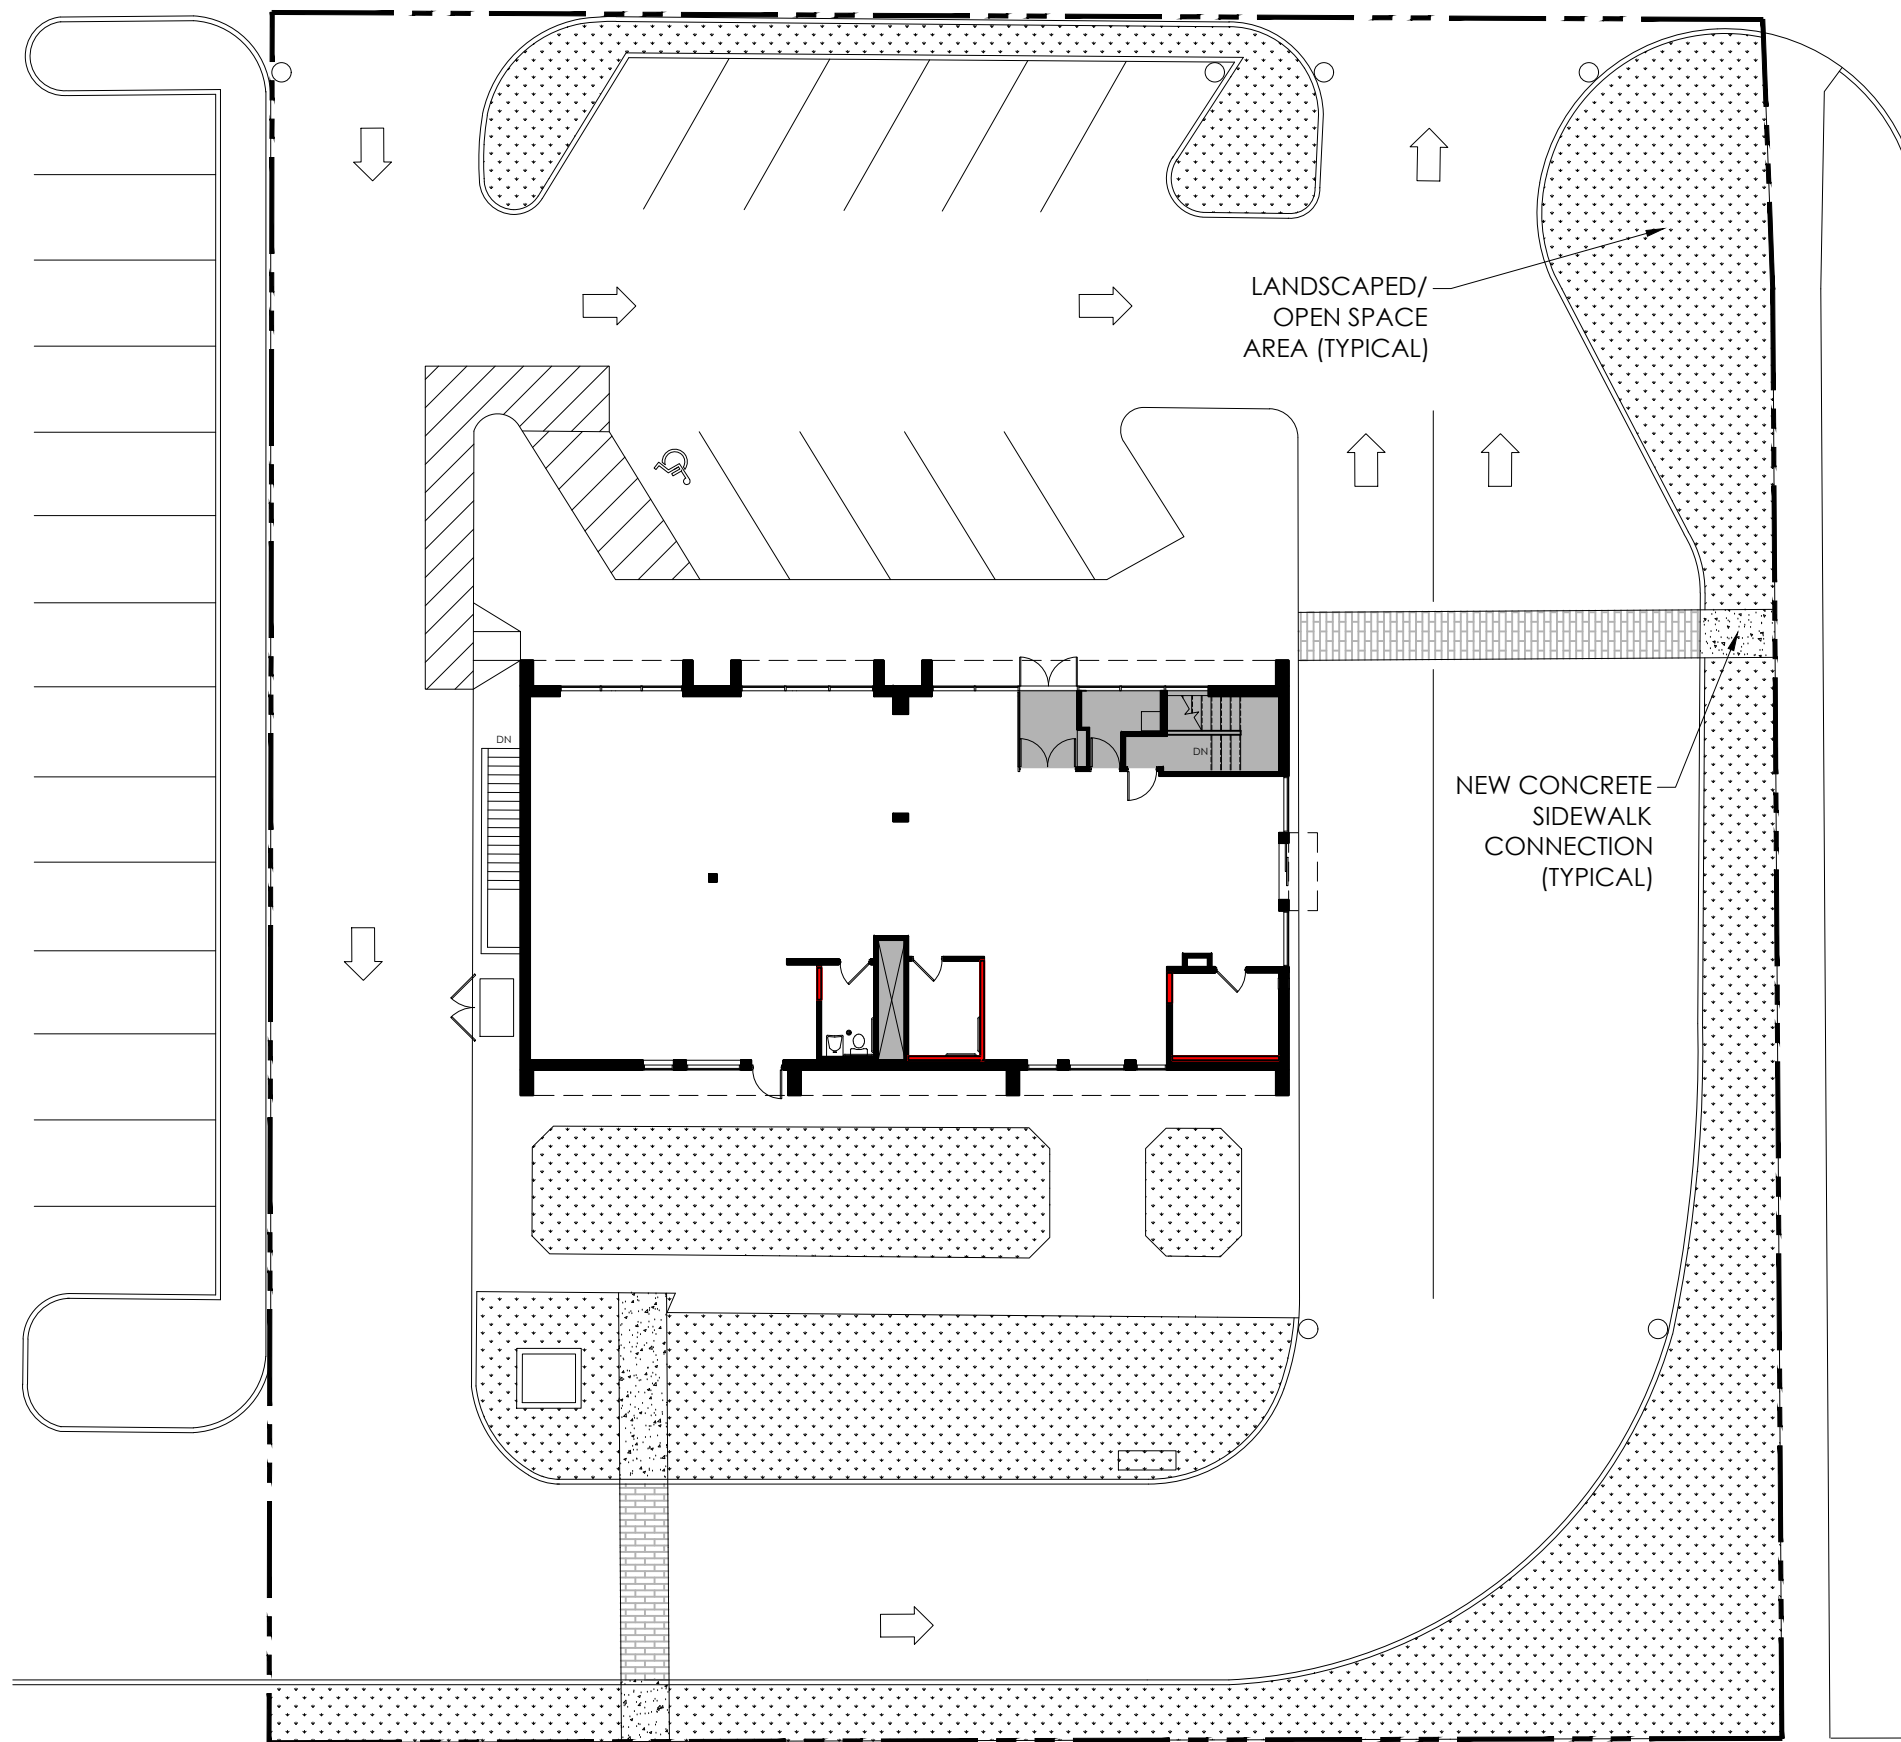 LANDSCAPED/
OPEN SPACE
AREA (TYPICAL)
DN
DN
NEW CONCRETE
SIDEWALK
CONNECTION
(TYPICAL)